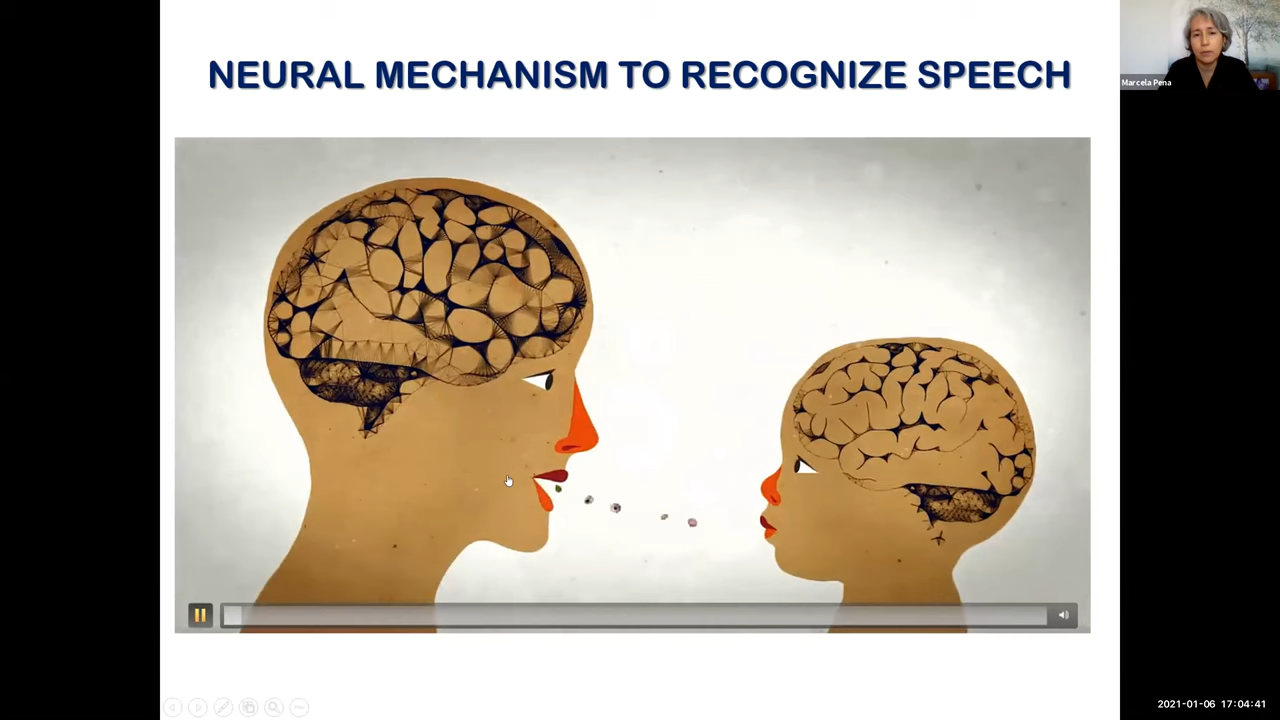 NEURAL MECHANISM TO RECOGNIZE SPEECH
Marcela Pena
2021-01-06 17:04:41